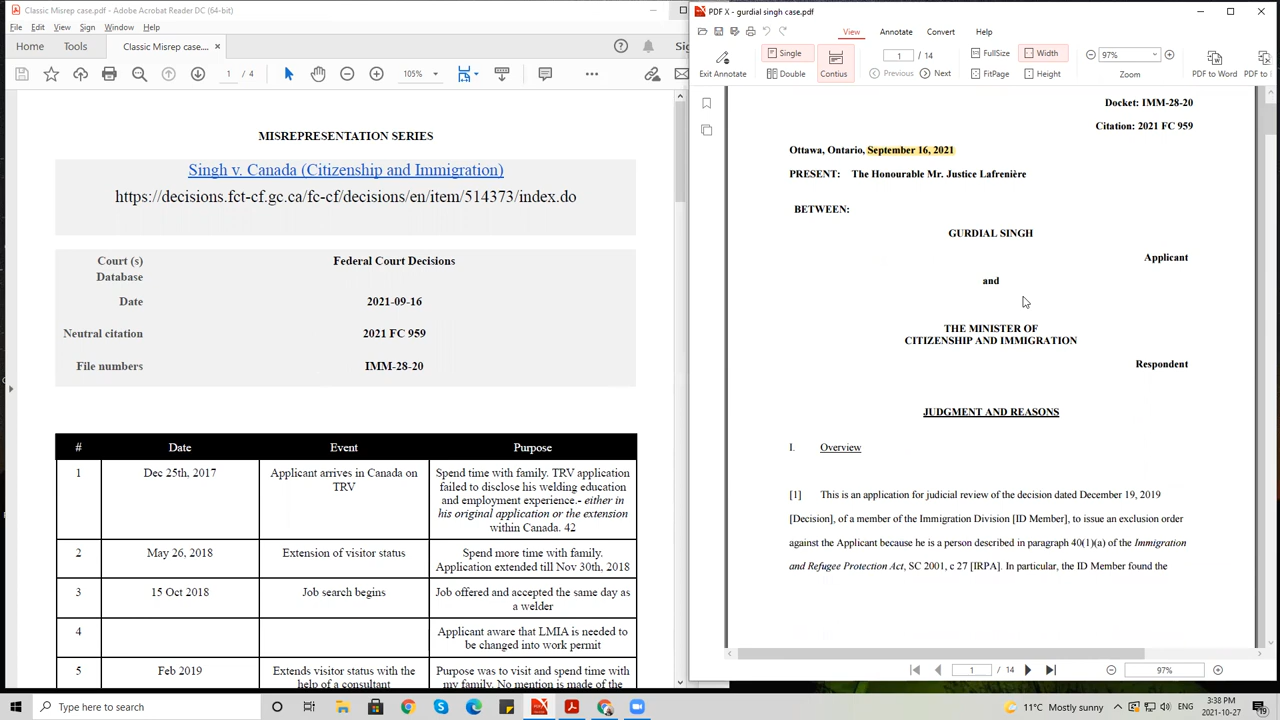 Classic Misrep case.pdf - Adobe Acrobat Reader DC (64-bit)
File Edit View Sign Window Help
Home Tools Classic Misrep case.... ×
1 / 4 105%
MISREPRESENTATION SERIES
Singh v. Canada (Citizenship and Immigration)
https://decisions.fct-cf.gc.ca/fc-cf/decisions/en/item/514373/index.do
Court (s) Federal Court Decisions
Database
Date 2021-09-16
Neutral citation 2021 FC 959
File numbers IMM-28-20
# Date Event Purpose
1 Dec 25th, 2017 Applicant arrives in Canada on TRV Spend time with family. TRV application
failed to disclose his welding education
and employment experience.- either in
his original application or the extension
within Canada. 42
2 May 26, 2018 Extension of visitor status Spend more time with family.
Application extended till Nov 30th, 2018
3 15 Oct 2018 Job search begins Job offered and accepted the same day as
a welder
4 Applicant aware that LMIA is needed to
be changed into work permit
5 Feb 2019 Extends visitor status with the
help of a consultant
Purpose was to visit and spend time with
my family. No mention is made of the
PDF X - gurdial singh case.pdf
View Annotate Convert Help
Exit Annotate Single Double Contius 1 / 14 Previous Next FullSize FitPage Width Height 97% Zoom PDF to Word PDF to
Docket: IMM-28-20
Citation: 2021 FC 959
Ottawa, Ontario, September 16, 2021
PRESENT: The Honourable Mr. Justice Lafrenière
BETWEEN:
GURDIAL SINGH
Applicant
and
THE MINISTER OF
CITIZENSHIP AND IMMIGRATION
Respondent
JUDGMENT AND REASONS
I. Overview
[1] This is an application for judicial review of the decision dated December 19, 2019
[Decision], of a member of the Immigration Division [ID Member], to issue an exclusion order
against the Applicant because he is a person described in paragraph 40(1)(a) of the Immigration
and Refugee Protection Act, SC 2001, c 27 [IRPA]. In particular, the ID Member found the
1 / 14 97%
Type here to search
11°C Mostly sunny ENG 3:38 PM
2021-10-27
19